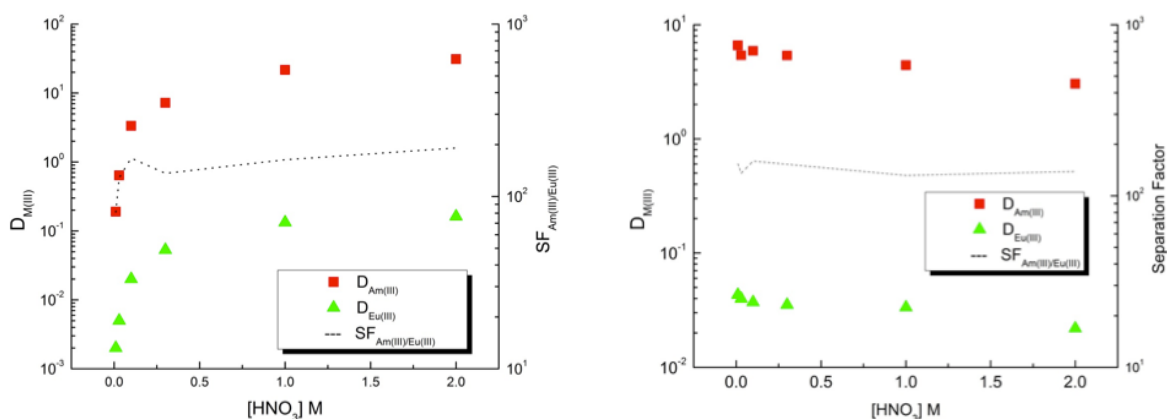 10²
10¹
10⁰
10⁻¹
10⁻²
10⁻³
D_M(III)
10³
10²
10¹
SF_Am(III)/Eu(III)
D_Am(III)
D_Eu(III)
SF_Am(III)/Eu(III)
0.0 0.5 1.0 1.5 2.0
[HNO₃] M
10¹
10⁰
10⁻¹
10⁻²
D_M(III)
10³
10²
10¹
Separation Factor
D_Am(III)
D_Eu(III)
SF_Am(III)/Eu(III)
0.0 0.5 1.0 1.5 2.0
[HNO₃] M